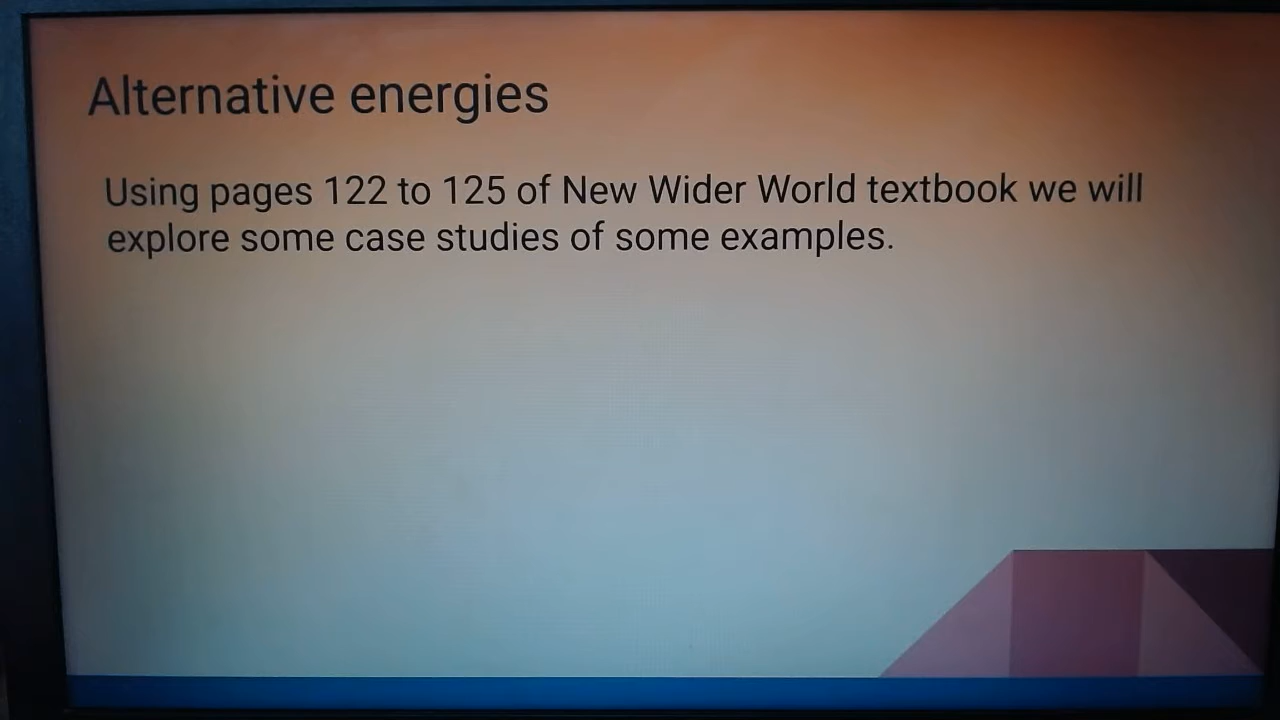 Alternative energies
Using pages 122 to 125 of New Wider World textbook we will
explore some case studies of some examples.